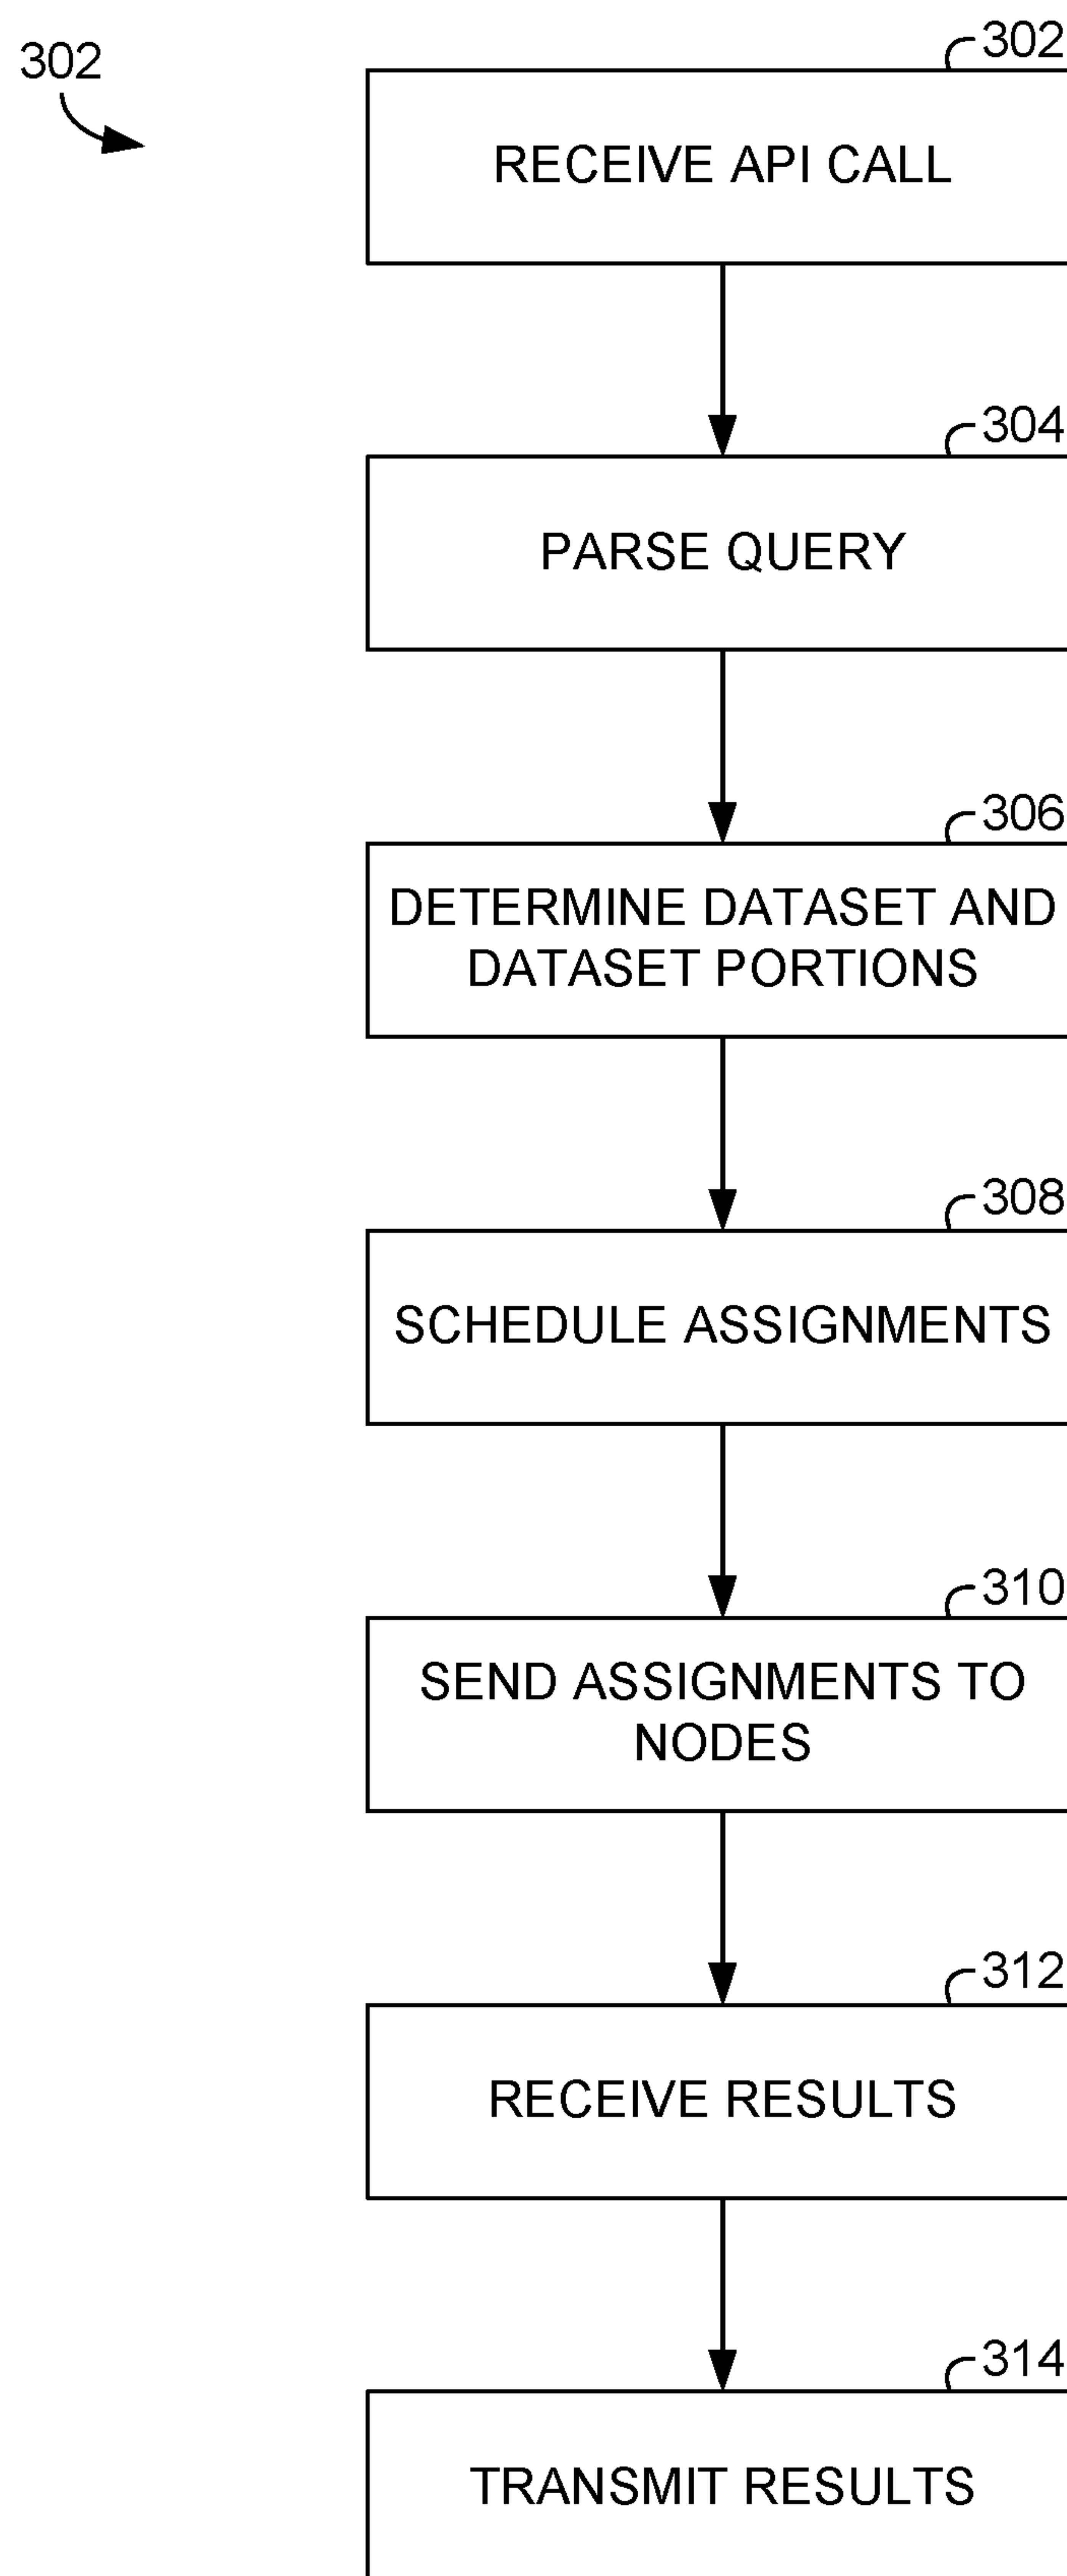 302
302
RECEIVE API CALL
304
PARSE QUERY
306
DETERMINE DATASET AND
DATASET PORTIONS
308
SCHEDULE ASSIGNMENTS
310
SEND ASSIGNMENTS TO
NODES
312
RECEIVE RESULTS
314
TRANSMIT RESULTS